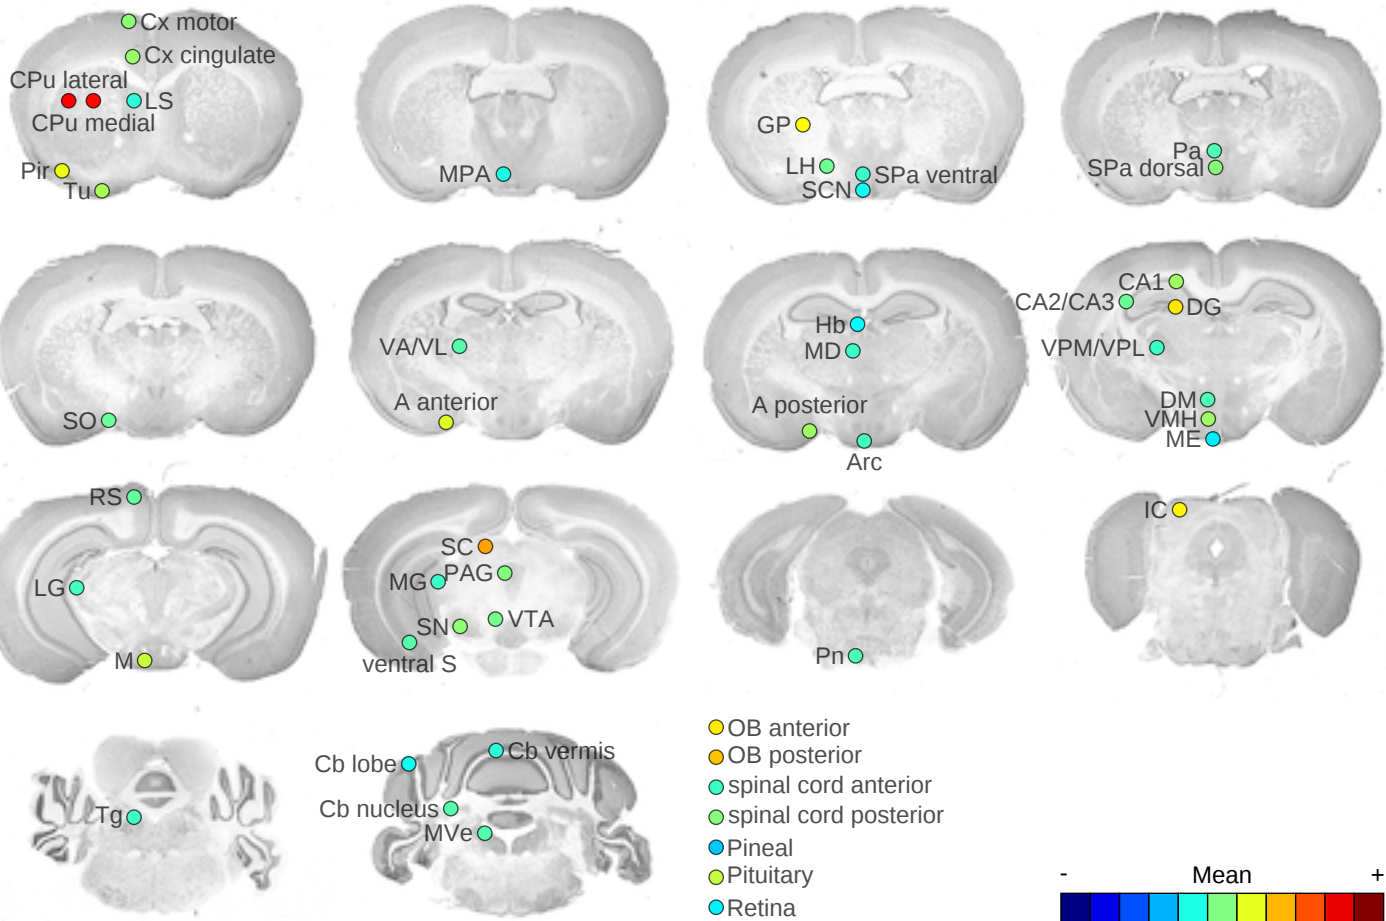 Cx motor
Cx cingulate
CPu lateral
LS
CPu medial
Pir
Tu
MPA
GP
LH
SPa ventral
SCN
Pa
SPa dorsal
SO
VA/VL
A anterior
Hb
MD
A posterior
Arc
CA1
CA2/CA3
DG
VPM/VPL
DM
VMH
ME
RS
LG
M
SC
PAG
MG
VTA
SN
ventral S
Pn
IC
Tg
Cb vermis
Cb lobe
Cb nucleus
MVe
OB anterior
OB posterior
spinal cord anterior
spinal cord posterior
Pineal
Pituitary
Retina
- Mean +